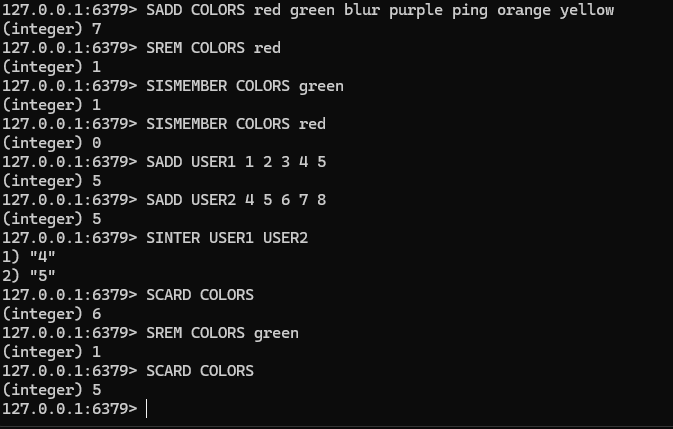 127.0.0.1:6379> SADD COLORS red green blur purple ping orange yellow
(integer) 7
127.0.0.1:6379> SREM COLORS red
(integer) 1
127.0.0.1:6379> SISMEMBER COLORS green
(integer) 1
127.0.0.1:6379> SISMEMBER COLORS red
(integer) 0
127.0.0.1:6379> SADD USER1 1 2 3 4 5
(integer) 5
127.0.0.1:6379> SADD USER2 4 5 6 7 8
(integer) 5
127.0.0.1:6379> SINTER USER1 USER2
1) "4"
2) "5"
127.0.0.1:6379> SCARD COLORS
(integer) 6
127.0.0.1:6379> SREM COLORS green
(integer) 1
127.0.0.1:6379> SCARD COLORS
(integer) 5
127.0.0.1:6379>